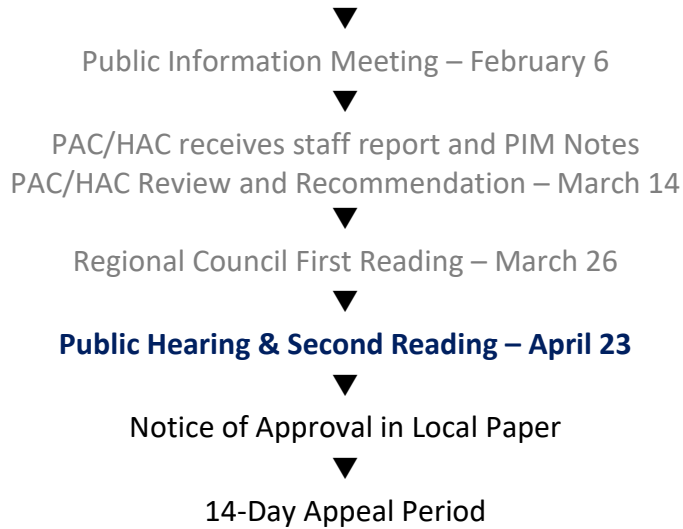 Public Information Meeting – February 6
PAC/HAC receives staff report and PIM Notes
PAC/HAC Review and Recommendation – March 14
Regional Council First Reading – March 26
Public Hearing & Second Reading – April 23
Notice of Approval in Local Paper
14-Day Appeal Period